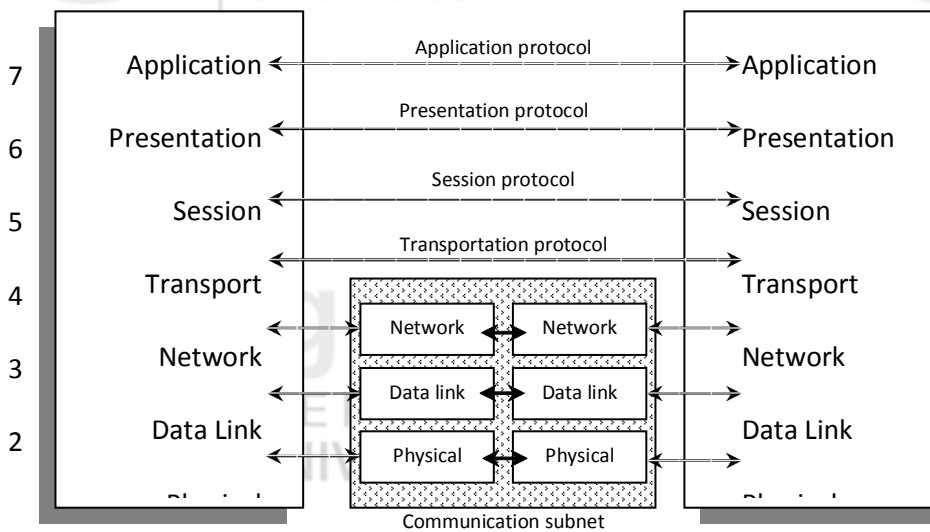 Application protocol
7 Application Application
Presentation protocol
6 Presentation Presentation
Session protocol
5 Session Session
Transportation protocol
4 Transport Transport
Network Network
3 Network Network
Data link Data link
2 Data Link Data Link
Physical Physical
Communication subnet